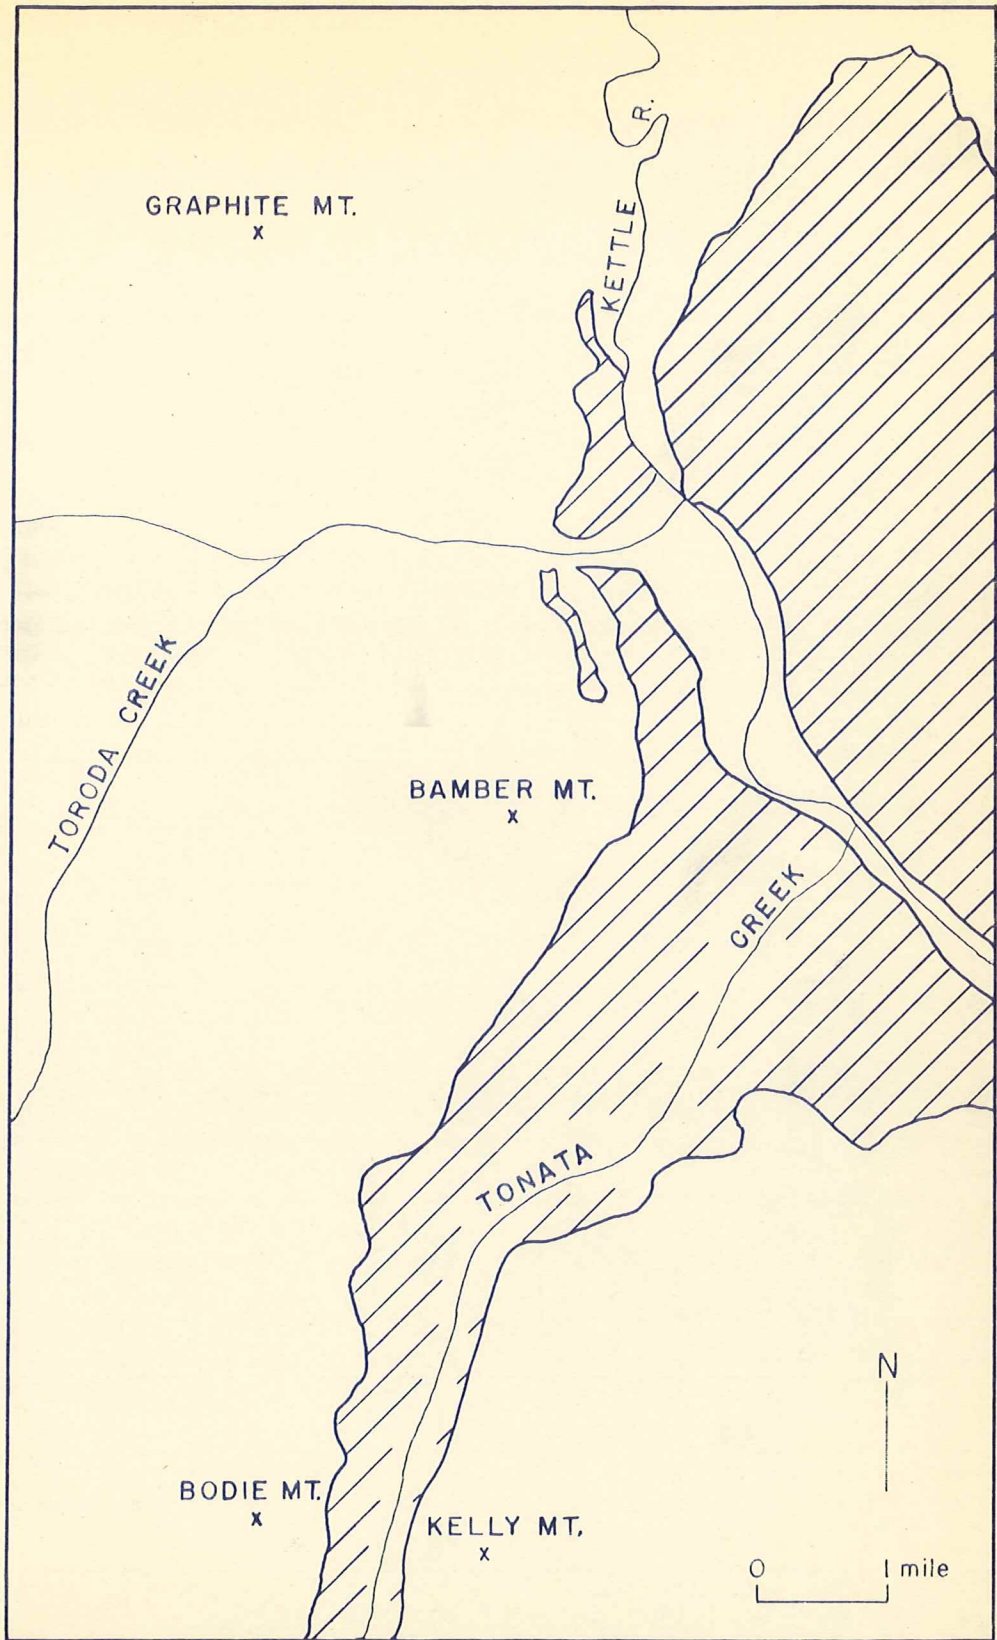 R.
GRAPHITE MT.
x
KETTLE
TORODA CREEK
BAMBER MT.
x
CREEK
TONATA
N
BODIE MT.
x
KELLY MT.
x
0 1 mile